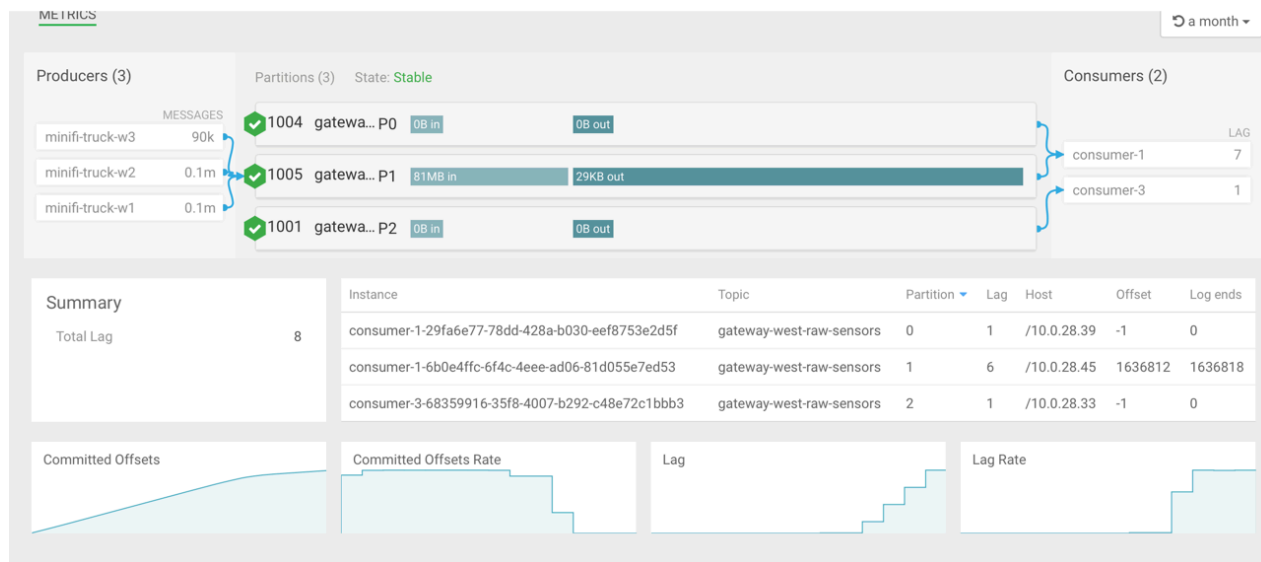 METRICS
a month
Producers (3)
Partitions (3) State: Stable
Consumers (2)
MESSAGES
minifi-truck-w3 90k
minifi-truck-w2 0.1m
minifi-truck-w1 0.1m
1004 gatewa... P0 0B in 0B out
1005 gatewa... P1 81MB in 29KB out
1001 gatewa... P2 0B in 0B out
LAG
consumer-1 7
consumer-3 1
Summary
Total Lag 8
Instance Topic Partition Lag Host Offset Log ends
consumer-1-29fa6e77-78dd-428a-b030-eef8753e2d5f gateway-west-raw-sensors 0 1 /10.0.28.39 -1 0
consumer-1-6b0e4ffc-6f4c-4eee-ad06-81d055e7ed53 gateway-west-raw-sensors 1 6 /10.0.28.45 1636812 1636818
consumer-3-68359916-35f8-4007-b292-c48e72c1bbb3 gateway-west-raw-sensors 2 1 /10.0.28.33 -1 0
Committed Offsets
Committed Offsets Rate
Lag
Lag Rate